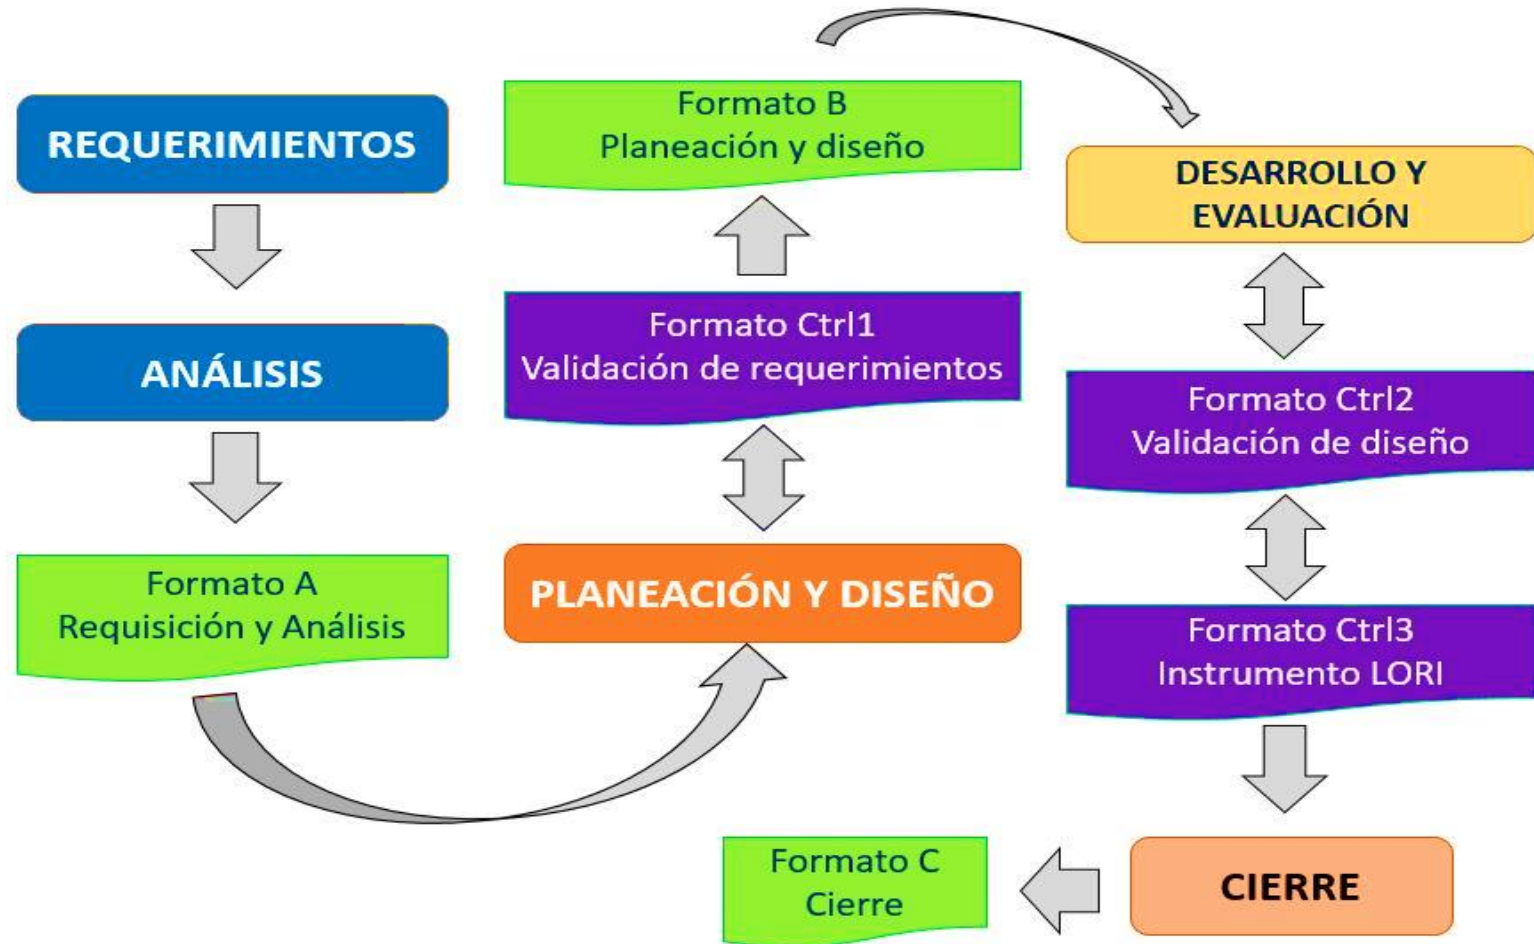 REQUERIMIENTOS
ANÁLISIS
Formato A
Requisición y Análisis
Formato B
Planeación y diseño
Formato Ctrl1
Validación de requerimientos
PLANEACIÓN Y DISEÑO
DESARROLLO Y
EVALUACIÓN
Formato Ctrl2
Validación de diseño
Formato Ctrl3
Instrumento LORI
CIERRE
Formato C
Cierre